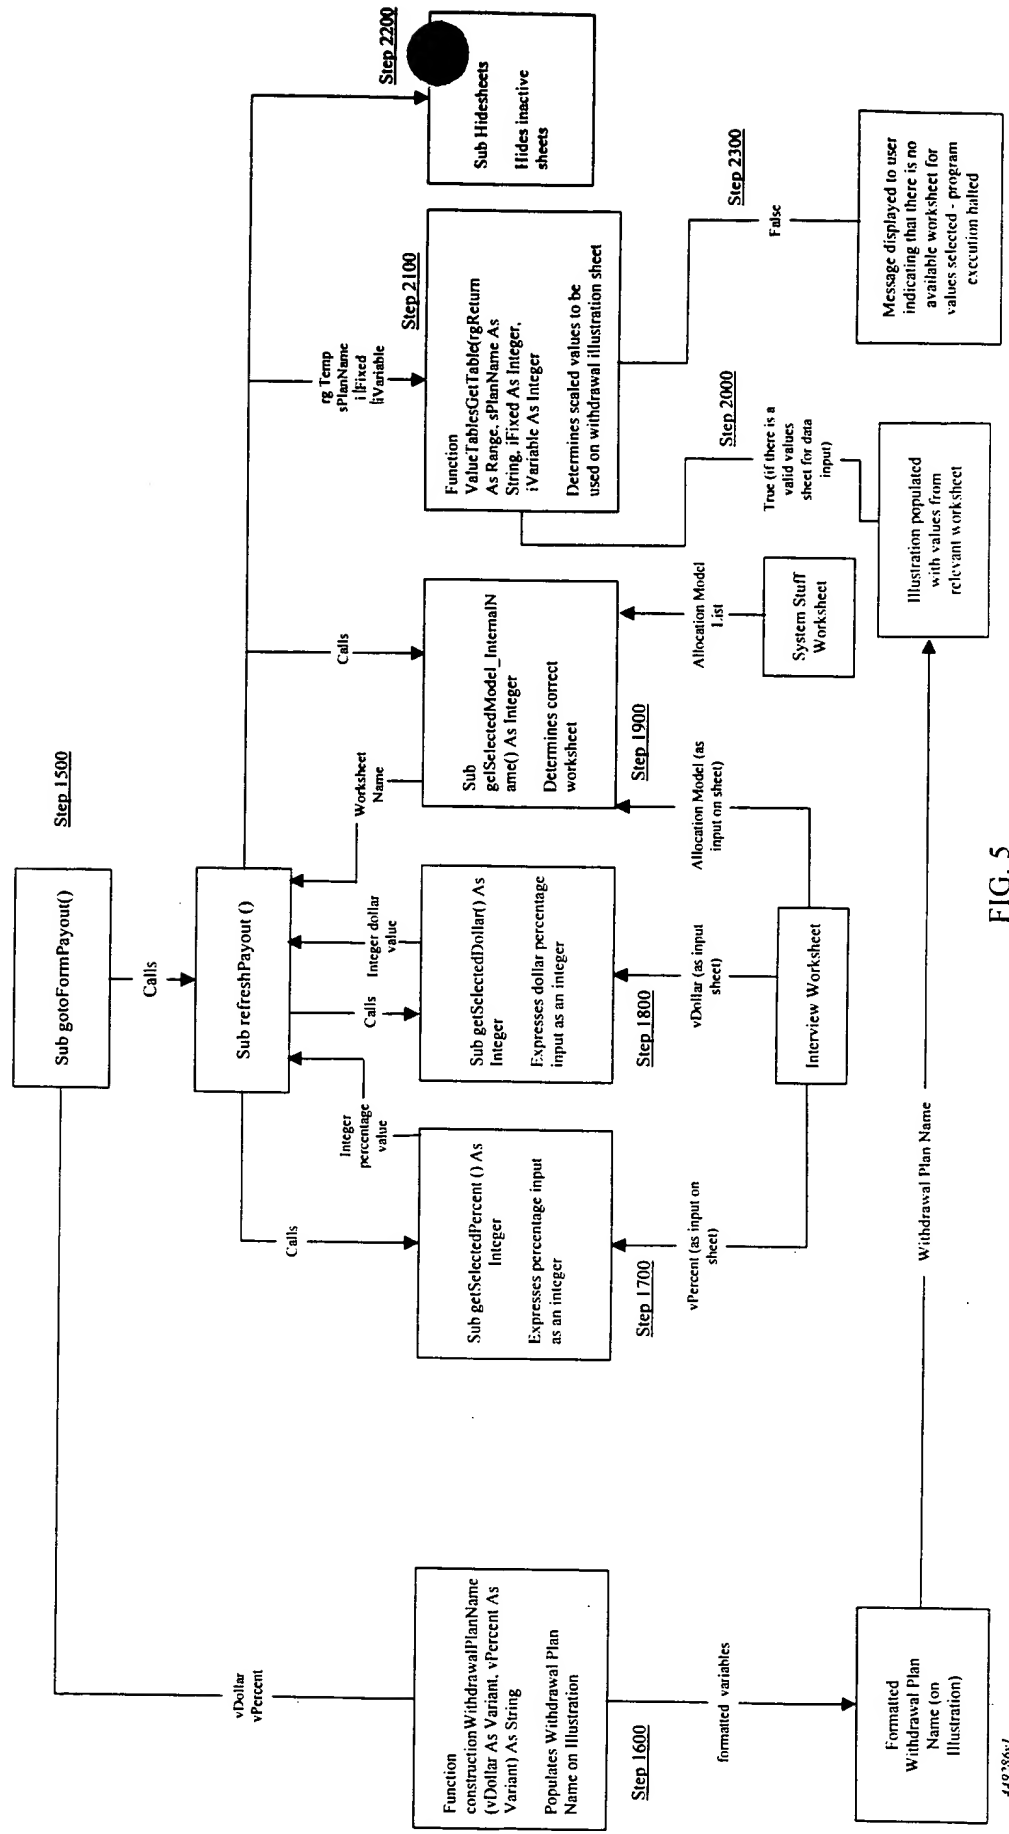 Step 1500
Sub gotoFormPayout()
Calls
Sub refreshPayout ()
vDollar
vPercent
Calls
Integer
percentage
value
Calls
Integer dollar
value
Worksheet
Name
Calls
rg Temp
sPlanName
i|Fixed
|iVariable
Function
constructionWithdrawalPlanName
(vDollar As Variant, vPercent As
Variant) As String
Populates Withdrawal Plan
Name on Illustration
Step 1600
Sub getSelectedPercent () As
Integer
Expresses percentage input
as an integer
Step 1700
Sub getSelectedDollar() As
Integer
Expresses dollar percentage
input as an integer
Step 1800
Sub
getSelectedModel_InternalN
ame() As Integer
Determines correct
worksheet
Step 1900
Step 2100
Function
ValueTablesGetTable(rgReturn
As Range, sPlanName As
String, iFixed As Integer,
iVariable As Integer
Determines scaled values to be
used on withdrawal illustration sheet
Step 2200
Sub Hidesheets
Hides inactive
sheets
formatted variables
vPercent (as input on
sheet)
vDollar (as input
sheet)
Allocation Model (as
input on sheet)
Allocation Model
List
Step 2000
True (if there is a
valid values
sheet for data
input)
Step 2300
False
Interview Worksheet
System Stuff
Worksheet
Formatted
Withdrawal Plan
Name (on
Illustration)
Withdrawal Plan Name
Illustration populated
with values from
relevant worksheet
Message displayed to user
indicating that there is no
available worksheet for
values selected - program
execution halted
FIG. 5
449286v1